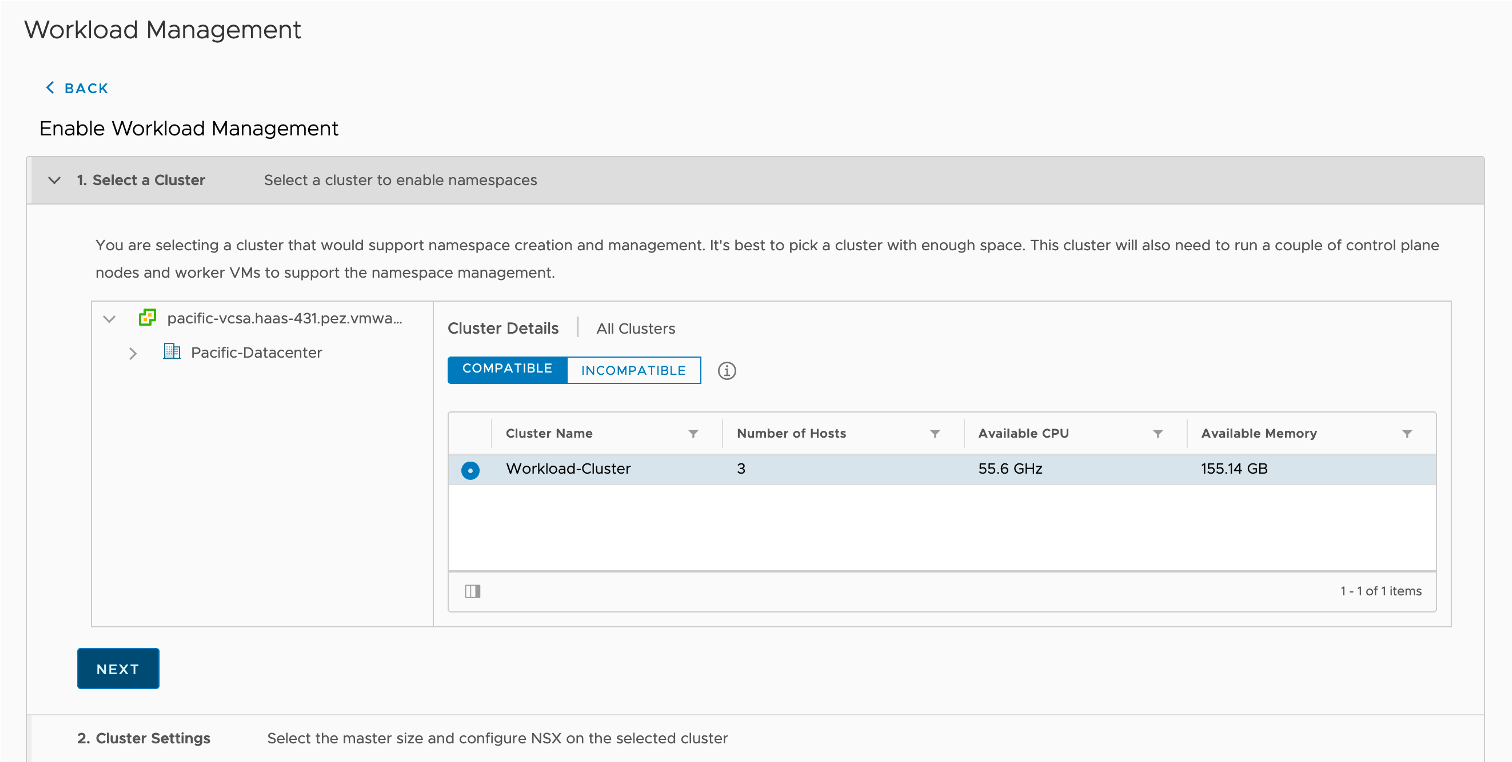 Workload Management
BACK
Enable Workload Management
1. Select a Cluster Select a cluster to enable namespaces
You are selecting a cluster that would support namespace creation and management. It's best to pick a cluster with enough space. This cluster will also need to run a couple of control plane
nodes and worker VMs to support the namespace management.
pacific-vcsa.haas-431.pez.vmwa...
Pacific-Datacenter
Cluster Details All Clusters
COMPATIBLE INCOMPATIBLE
Cluster Name Number of Hosts Available CPU Available Memory
Workload-Cluster 3 55.6 GHz 155.14 GB
1 - 1 of 1 items
NEXT
2. Cluster Settings Select the master size and configure NSX on the selected cluster